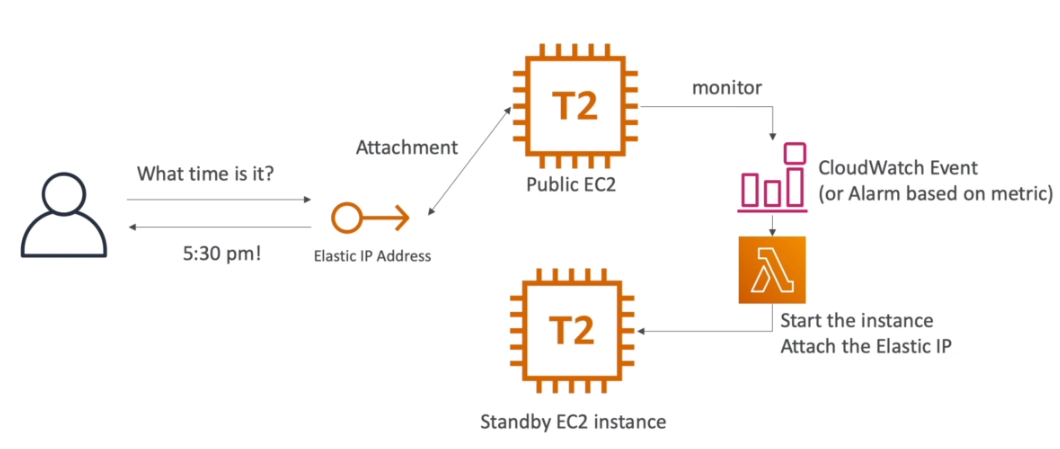 What time is it?
5:30 pm!
Elastic IP Address
Attachment
T2
Public EC2
monitor
CloudWatch Event
(or Alarm based on metric)
Start the instance
Attach the Elastic IP
T2
Standby EC2 instance